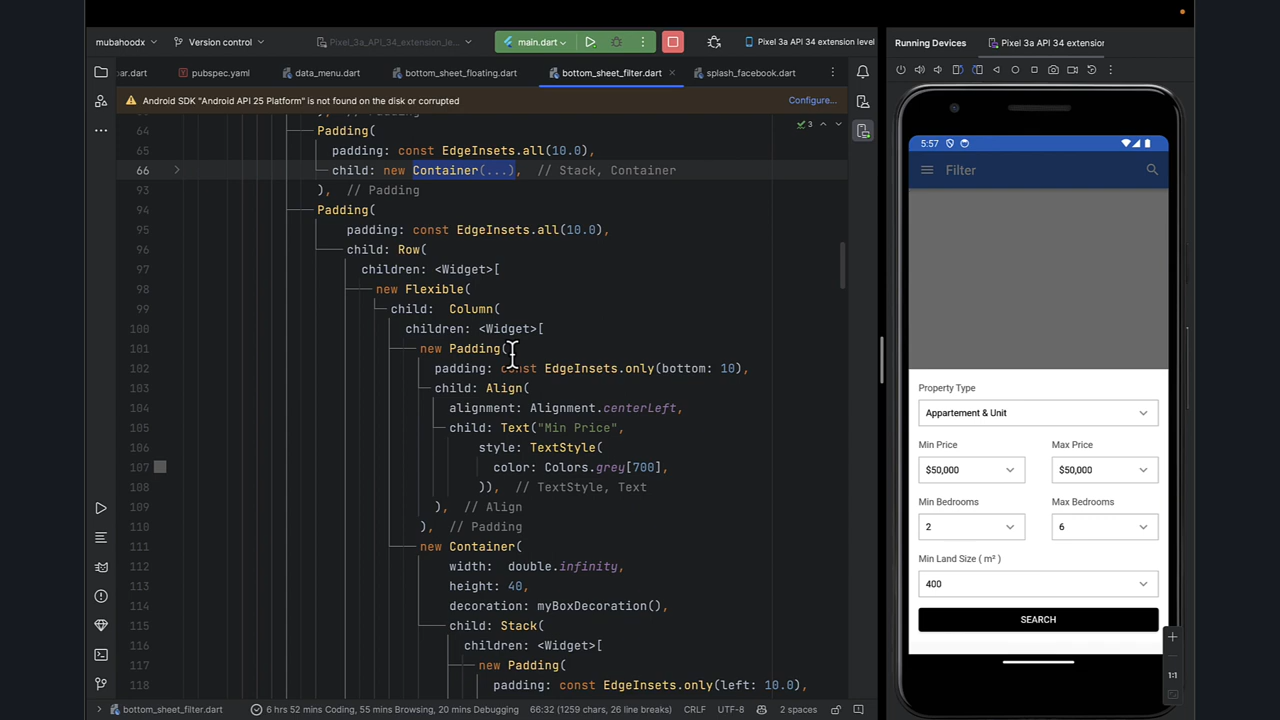 mubahoodx
Version control
Pixel_3a_API_34_extension_le...
main.dart
Pixel 3a API 34 extension level
Running Devices
Pixel 3a API 34 extension
bar.dart
pubspec.yaml
data_menu.dart
bottom_sheet_floating.dart
bottom_sheet_filter.dart
splash_facebook.dart
Android SDK "Android API 25 Platform" is not found on the disk or corrupted
Configure...
3
64 Padding(
65 padding: const EdgeInsets.all(10.0),
66 child: new Container(...), // Stack, Container
93 ), // Padding
94 Padding(
95 padding: const EdgeInsets.all(10.0),
96 child: Row(
97 children: <Widget>[
98 new Flexible(
99 child: Column(
100 children: <Widget>[
101 new Padding(
102 padding: const EdgeInsets.only(bottom: 10),
103 child: Align(
104 alignment: Alignment.centerLeft,
105 child: Text("Min Price",
106 style: TextStyle(
107 color: Colors.grey[700],
108 )), // TextStyle, Text
109 ), // Align
110 ), // Padding
111 new Container(
112 width: double.infinity,
113 height: 40,
114 decoration: myBoxDecoration(),
115 child: Stack(
116 children: <Widget>[
117 new Padding(
118 padding: const EdgeInsets.only(left: 10.0),
bottom_sheet_filter.dart
6 hrs 52 mins Coding, 55 mins Browsing, 20 mins Debugging
66:32 (1259 chars, 26 line breaks)
CRLF
UTF-8
2 spaces
5:57
Filter
Property Type
Appartement & Unit
Min Price
Max Price
$50,000
$50,000
Min Bedrooms
Max Bedrooms
2
6
Min Land Size ( m² )
400
SEARCH
1:1